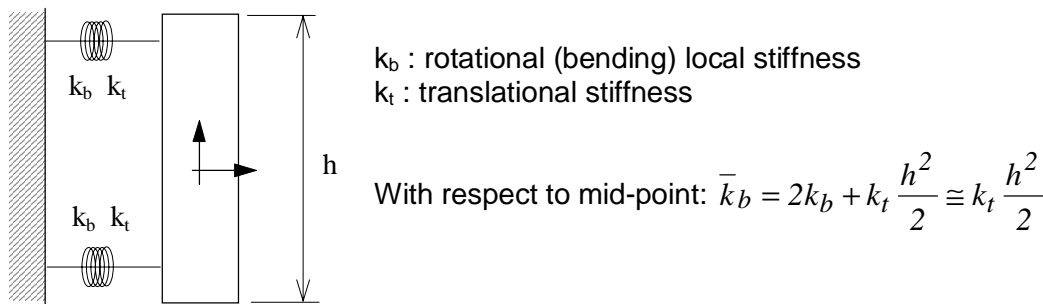 k_b : rotational (bending) local stiffness
k_t : translational stiffness
k_b k_t
h
With respect to mid-point: k̄_b = 2k_b + k_t h²/2 ≅ k_t h²/2
k_b k_t